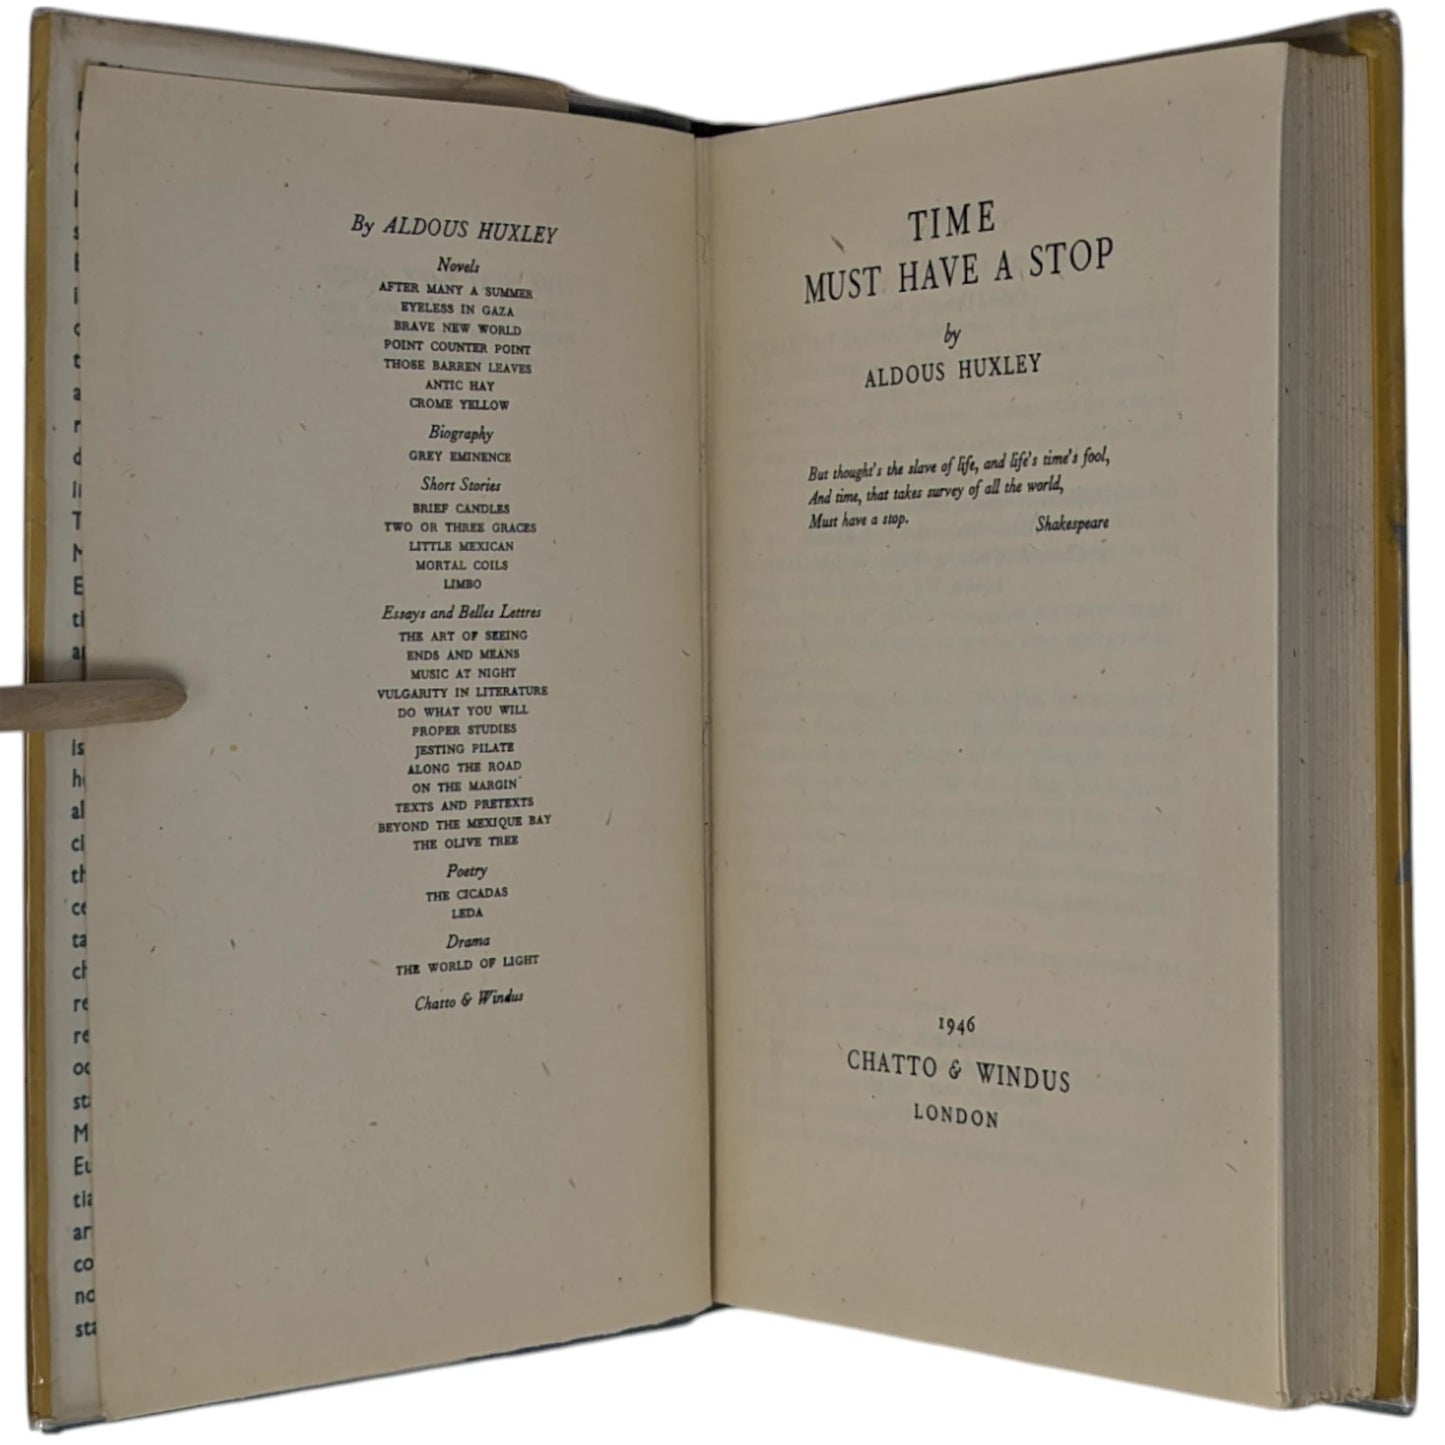 By ALDOUS HUXLEY
Novels
AFTER MANY A SUMMER
EYELESS IN GAZA
BRAVE NEW WORLD
POINT COUNTER POINT
THOSE BARREN LEAVES
ANTIC HAY
CROME YELLOW
Biography
GREY EMINENCE
Short Stories
BRIEF CANDLES
TWO OR THREE GRACES
LITTLE MEXICAN
MORTAL COILS
LIMBO
Essays and Belles Lettres
THE ART OF SEEING
ENDS AND MEANS
MUSIC AT NIGHT
VULGARITY IN LITERATURE
DO WHAT YOU WILL
PROPER STUDIES
JESTING PILATE
ALONG THE ROAD
ON THE MARGIN
TEXTS AND PRETEXTS
BEYOND THE MEXIQUE BAY
THE OLIVE TREE
Poetry
THE CICADAS
LEDA
Drama
THE WORLD OF LIGHT
Chatto & Windus
TIME
MUST HAVE A STOP
by
ALDOUS HUXLEY
But thought's the slave of life, and life's time's fool,
And time, that takes survey of all the world,
Must have a stop. Shakespeare
1946
CHATTO & WINDUS
LONDON